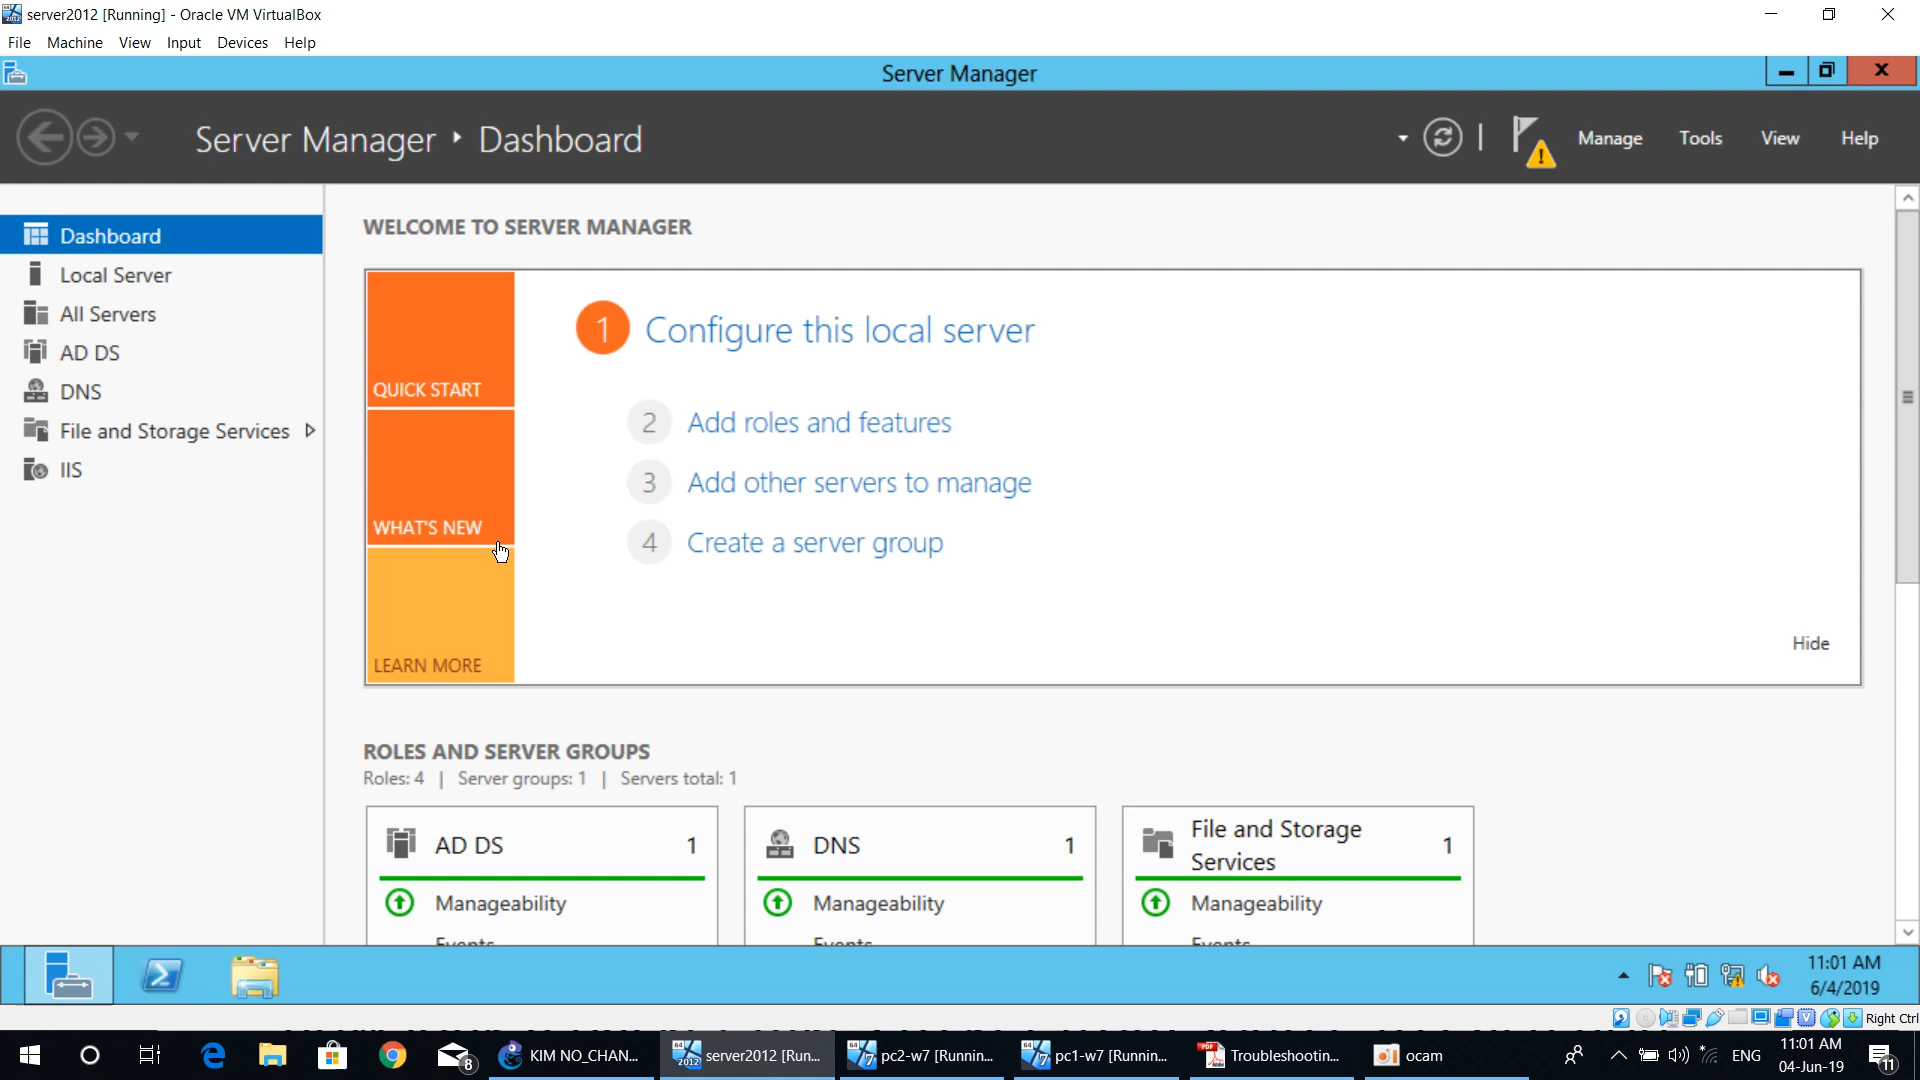 server2012 [Running] - Oracle VM VirtualBox
File Machine View Input Devices Help
Server Manager
Server Manager ‣ Dashboard
Manage Tools View Help
Dashboard
Local Server
All Servers
AD DS
DNS
File and Storage Services
IIS
WELCOME TO SERVER MANAGER
QUICK START
WHAT'S NEW
LEARN MORE
1 Configure this local server
2 Add roles and features
3 Add other servers to manage
4 Create a server group
Hide
ROLES AND SERVER GROUPS
Roles: 4 | Server groups: 1 | Servers total: 1
AD DS 1
Manageability
Events
DNS 1
Manageability
Events
File and Storage Services 1
Manageability
Events
11:01 AM
6/4/2019
Right Ctrl
8
KIM NO_CHAN...
server2012 [Run...
pc2-w7 [Runnin...
pc1-w7 [Runnin...
Troubleshootin...
ocam
ENG
11:01 AM
04-Jun-19
11